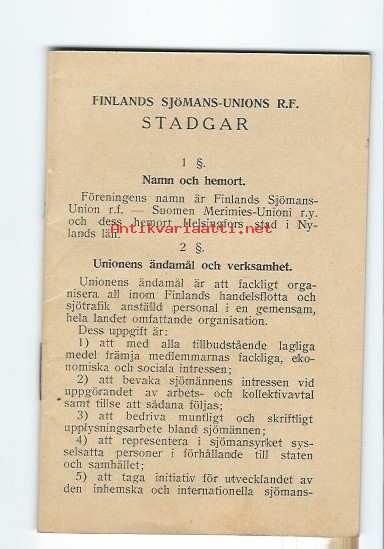 FINLANDS SJÖMANS-UNIONS R.F.
STADGAR
1 §.
Namn och hemort.
Föreningens namn är Finlands Sjömans-
Union r.f. — Suomen Merimies-Unioni r.y.
och dess hemort Helsingfors stad i Ny-
lands län.
Antikvariaatti.net
2 §.
Unionens ändamål och verksamhet.
Unionens ändamål är att fackligt orga-
nisera all inom Finlands handelsflotta och
sjötrafik anställd personal i en gemensam,
hela landet omfattande organisation.
Dess uppgift är:
1) att med alla tillbudstående lagliga
medel främja medlemmarnas fackliga, eko-
nomiska och sociala intressen;
2) att bevaka sjömännens intressen vid
uppgörandet av arbets- och kollektivavtal
samt tillse att sådana följas;
3) att bedriva muntligt och skriftligt
upplysningsarbete bland sjömännen;
4) att representera i sjömansyrket sys-
selsatta personer i förhållande till staten
och samhället;
5) att taga initiativ för utvecklandet av
den inhemska och internationella sjömans-